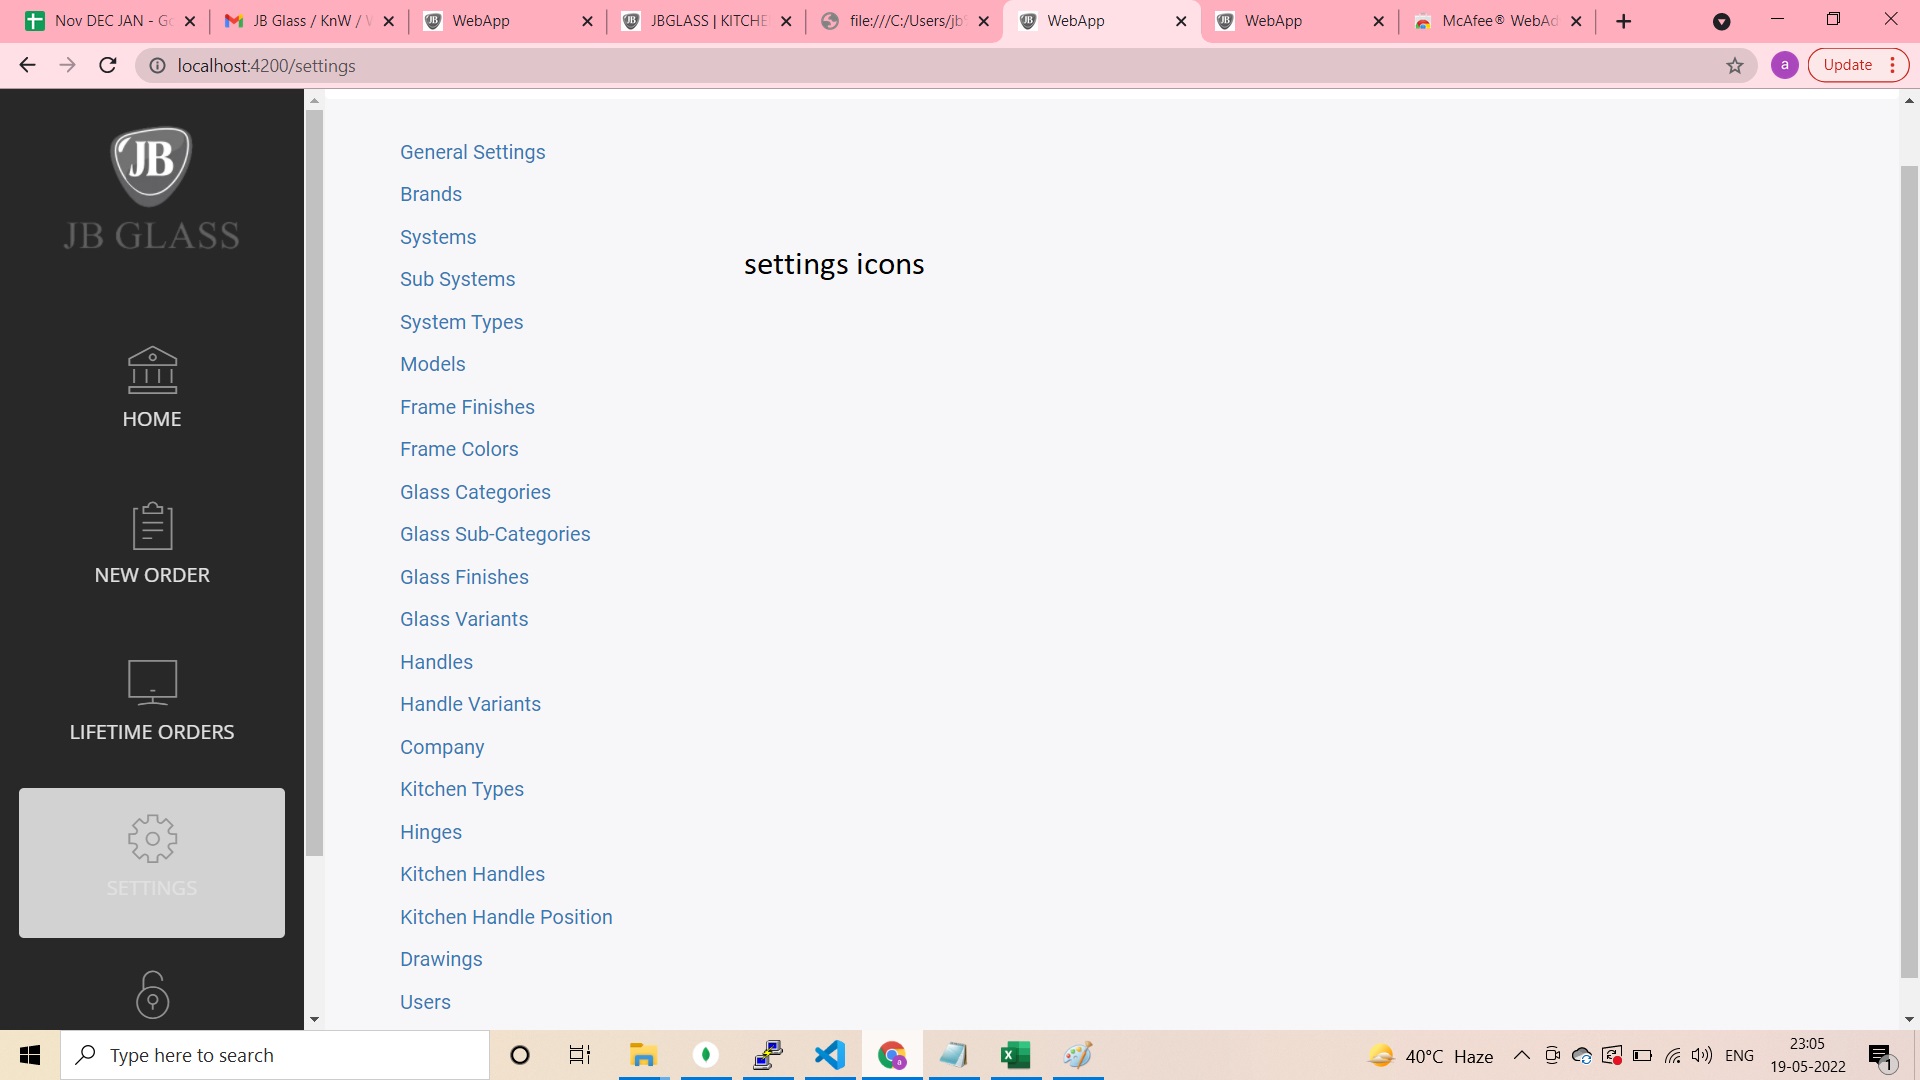 Nov DEC JAN - Go
JB Glass / KnW / W
WebApp
JBGLASS | KITCHE
file:///C:/Users/jb
WebApp
WebApp
McAfee® WebAd
localhost:4200/settings
a
Update
JB
JB GLASS
HOME
NEW ORDER
LIFETIME ORDERS
SETTINGS
General Settings
Brands
Systems
Sub Systems
System Types
Models
Frame Finishes
Frame Colors
Glass Categories
Glass Sub-Categories
Glass Finishes
Glass Variants
Handles
Handle Variants
Company
Kitchen Types
Hinges
Kitchen Handles
Kitchen Handle Position
Drawings
Users
settings icons
Type here to search
40°C Haze
ENG
23:05
19-05-2022
1